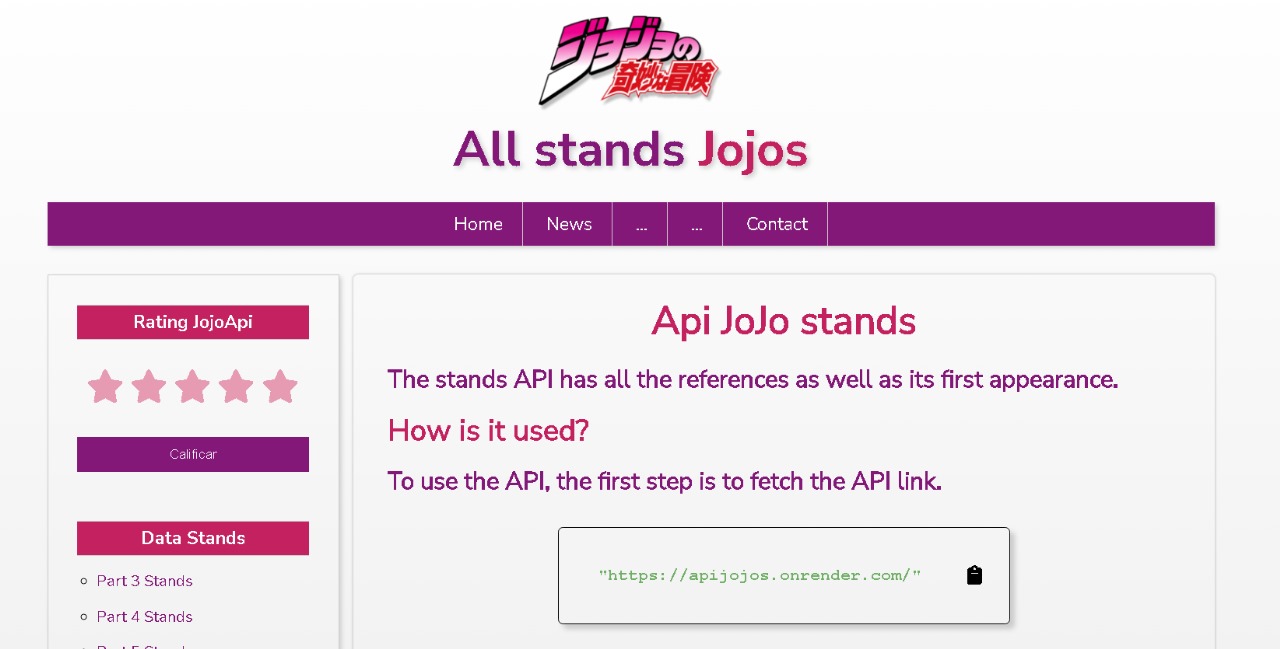 ジョジョの
奇妙な冒険
All stands Jojos
Home News ... ... Contact
Rating JojoApi
Calificar
Data Stands
Part 3 Stands
Part 4 Stands
Api JoJo stands
The stands API has all the references as well as its first appearance.
How is it used?
To use the API, the first step is to fetch the API link.
"https://apijojos.onrender.com/"